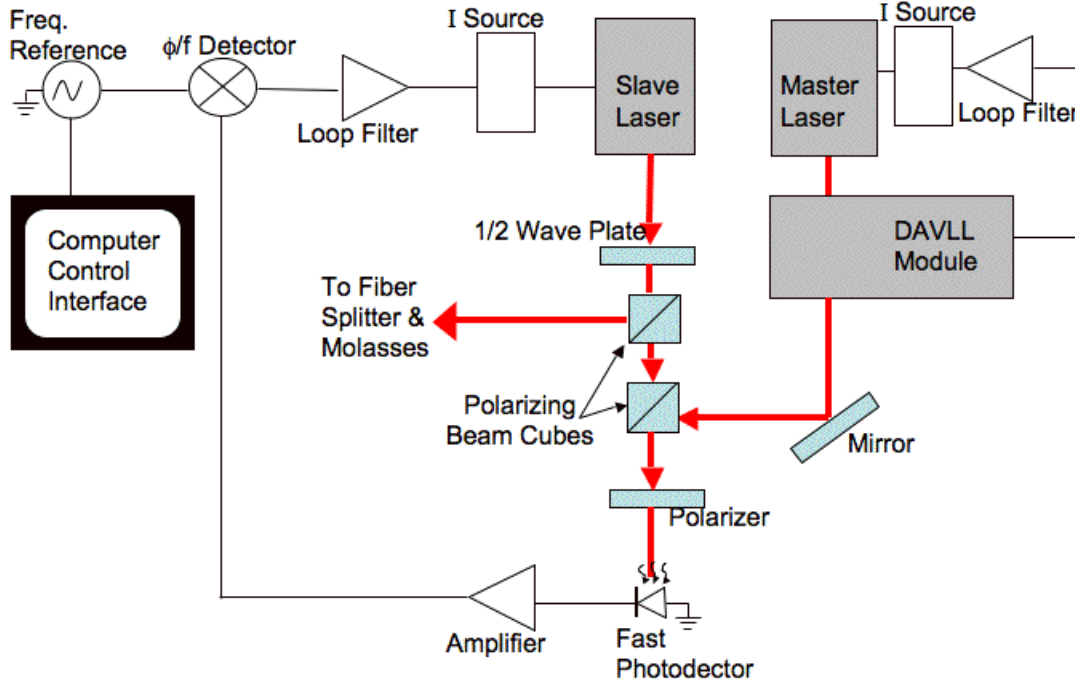 Freq.
Reference
ϕ/f Detector
I Source
I Source
Slave
Laser
Master
Laser
Loop Filter
Loop Filter
Computer
Control
Interface
1/2 Wave Plate
DAVLL
Module
To Fiber
Splitter &
Molasses
Polarizing
Beam Cubes
Mirror
Polarizer
Amplifier
Fast
Photodector